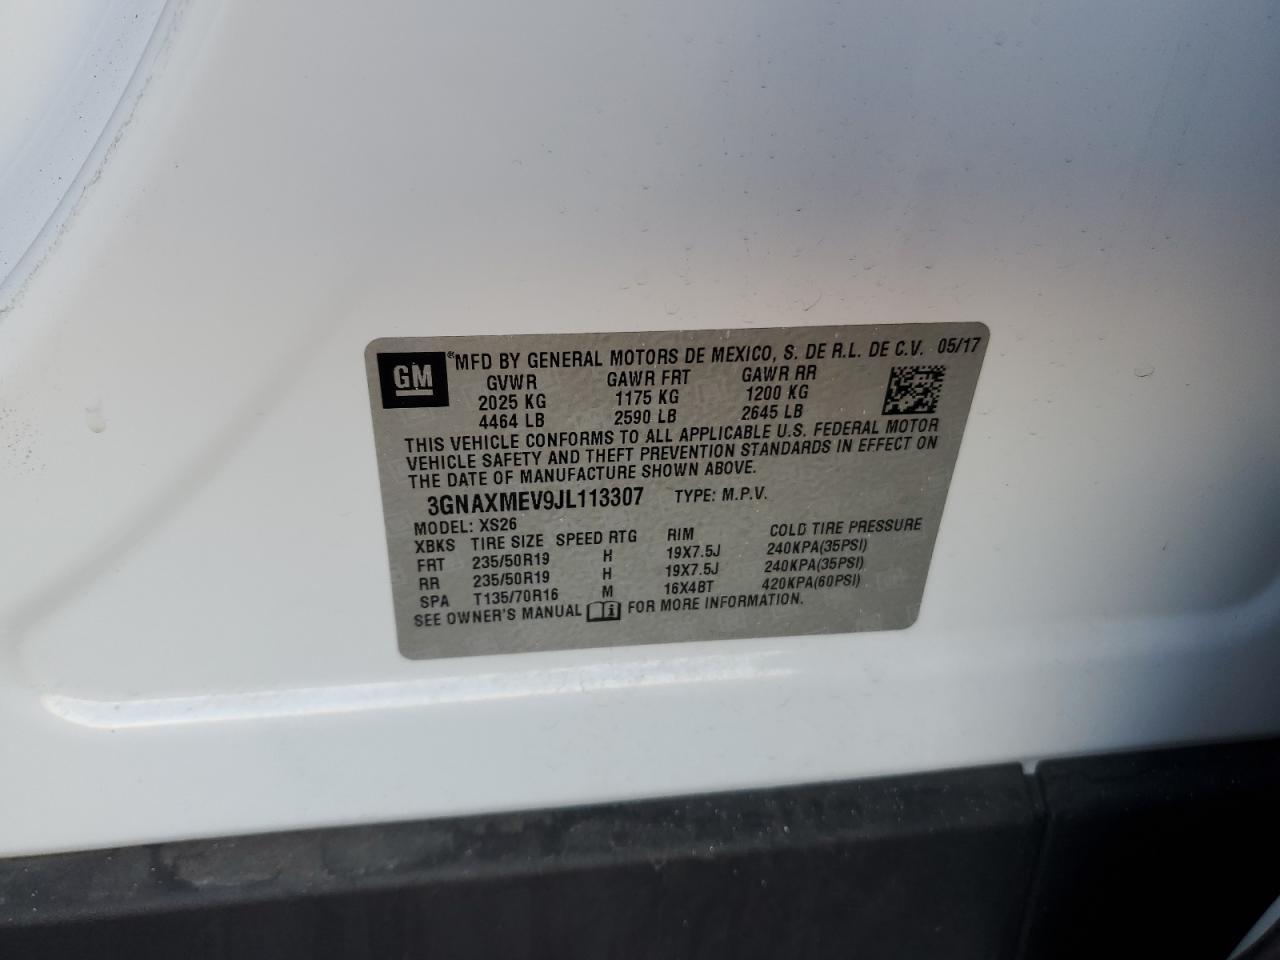 GM ®MFD BY GENERAL MOTORS DE MEXICO, S. DE R.L. DE C.V. 05/17
GVWR GAWR FRT GAWR RR
2025 KG 1175 KG 1200 KG
4464 LB 2590 LB 2645 LB
THIS VEHICLE CONFORMS TO ALL APPLICABLE U.S. FEDERAL MOTOR
VEHICLE SAFETY AND THEFT PREVENTION STANDARDS IN EFFECT ON
THE DATE OF MANUFACTURE SHOWN ABOVE.
3GNAXMEV9JL113307 TYPE: M.P.V.
MODEL: XS26
XBKS TIRE SIZE SPEED RTG RIM COLD TIRE PRESSURE
FRT 235/50R19 H 19X7.5J 240KPA(35PSI)
RR 235/50R19 H 19X7.5J 240KPA(35PSI)
SPA T135/70R16 M 16X4BT 420KPA(60PSI)
SEE OWNER'S MANUAL FOR MORE INFORMATION.